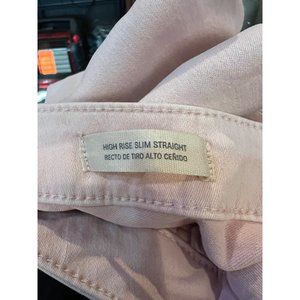 HIGH RISE SLIM STRAIGHT
RECTO DE TIRO ALTO CEÑIDO